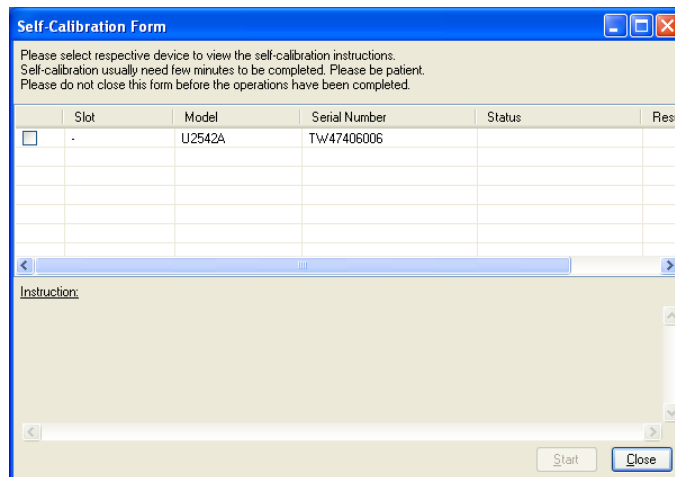 Self-Calibration Form
Please select respective device to view the self-calibration instructions.
Self-calibration usually need few minutes to be completed. Please be patient.
Please do not close this form before the operations have been completed.
Slot Model Serial Number Status Res
- U2542A TW47406006
Instruction:
Start Close